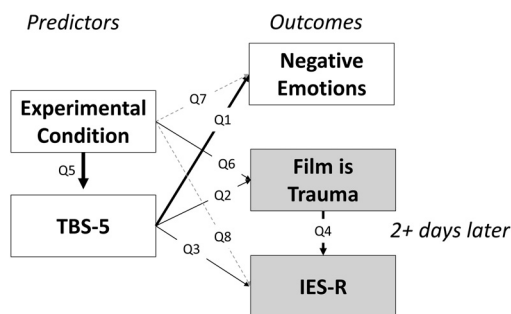 Predictors
Outcomes
Negative
Emotions
Q7
Experimental
Condition
Q1
Q5
Q6
Film is
Trauma
Q2
TBS-5
2+ days later
Q4
Q8
Q3
IES-R